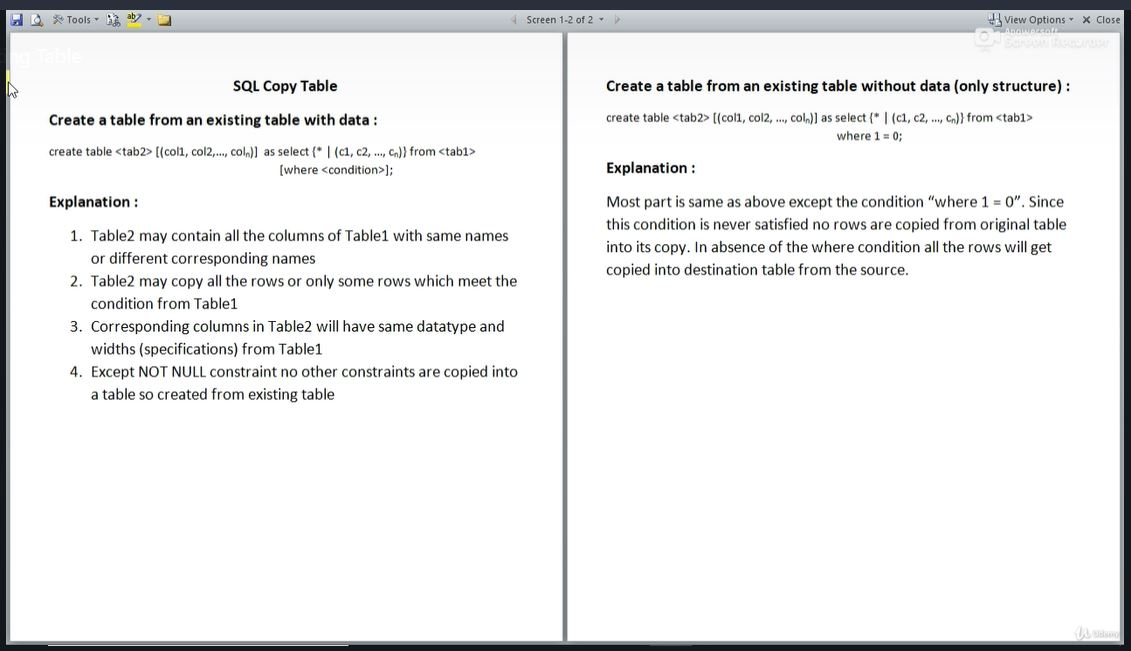 Tools
Screen 1-2 of 2
View Options
Close
Apowersoft
Screen Recorder
ng Table
SQL Copy Table
Create a table from an existing table with data :
create table <tab2> [(col1, col2,..., coln)] as select {* | (c1, c2, ..., cn)} from <tab1>
[where <condition>];
Explanation :
1. Table2 may contain all the columns of Table1 with same names
or different corresponding names
2. Table2 may copy all the rows or only some rows which meet the
condition from Table1
3. Corresponding columns in Table2 will have same datatype and
widths (specifications) from Table1
4. Except NOT NULL constraint no other constraints are copied into
a table so created from existing table
Create a table from an existing table without data (only structure) :
create table <tab2> [(col1, col2, ..., coln)] as select {* | (c1, c2, ..., cn)} from <tab1>
where 1 = 0;
Explanation :
Most part is same as above except the condition “where 1 = 0”. Since
this condition is never satisfied no rows are copied from original table
into its copy. In absence of the where condition all the rows will get
copied into destination table from the source.
Udemy